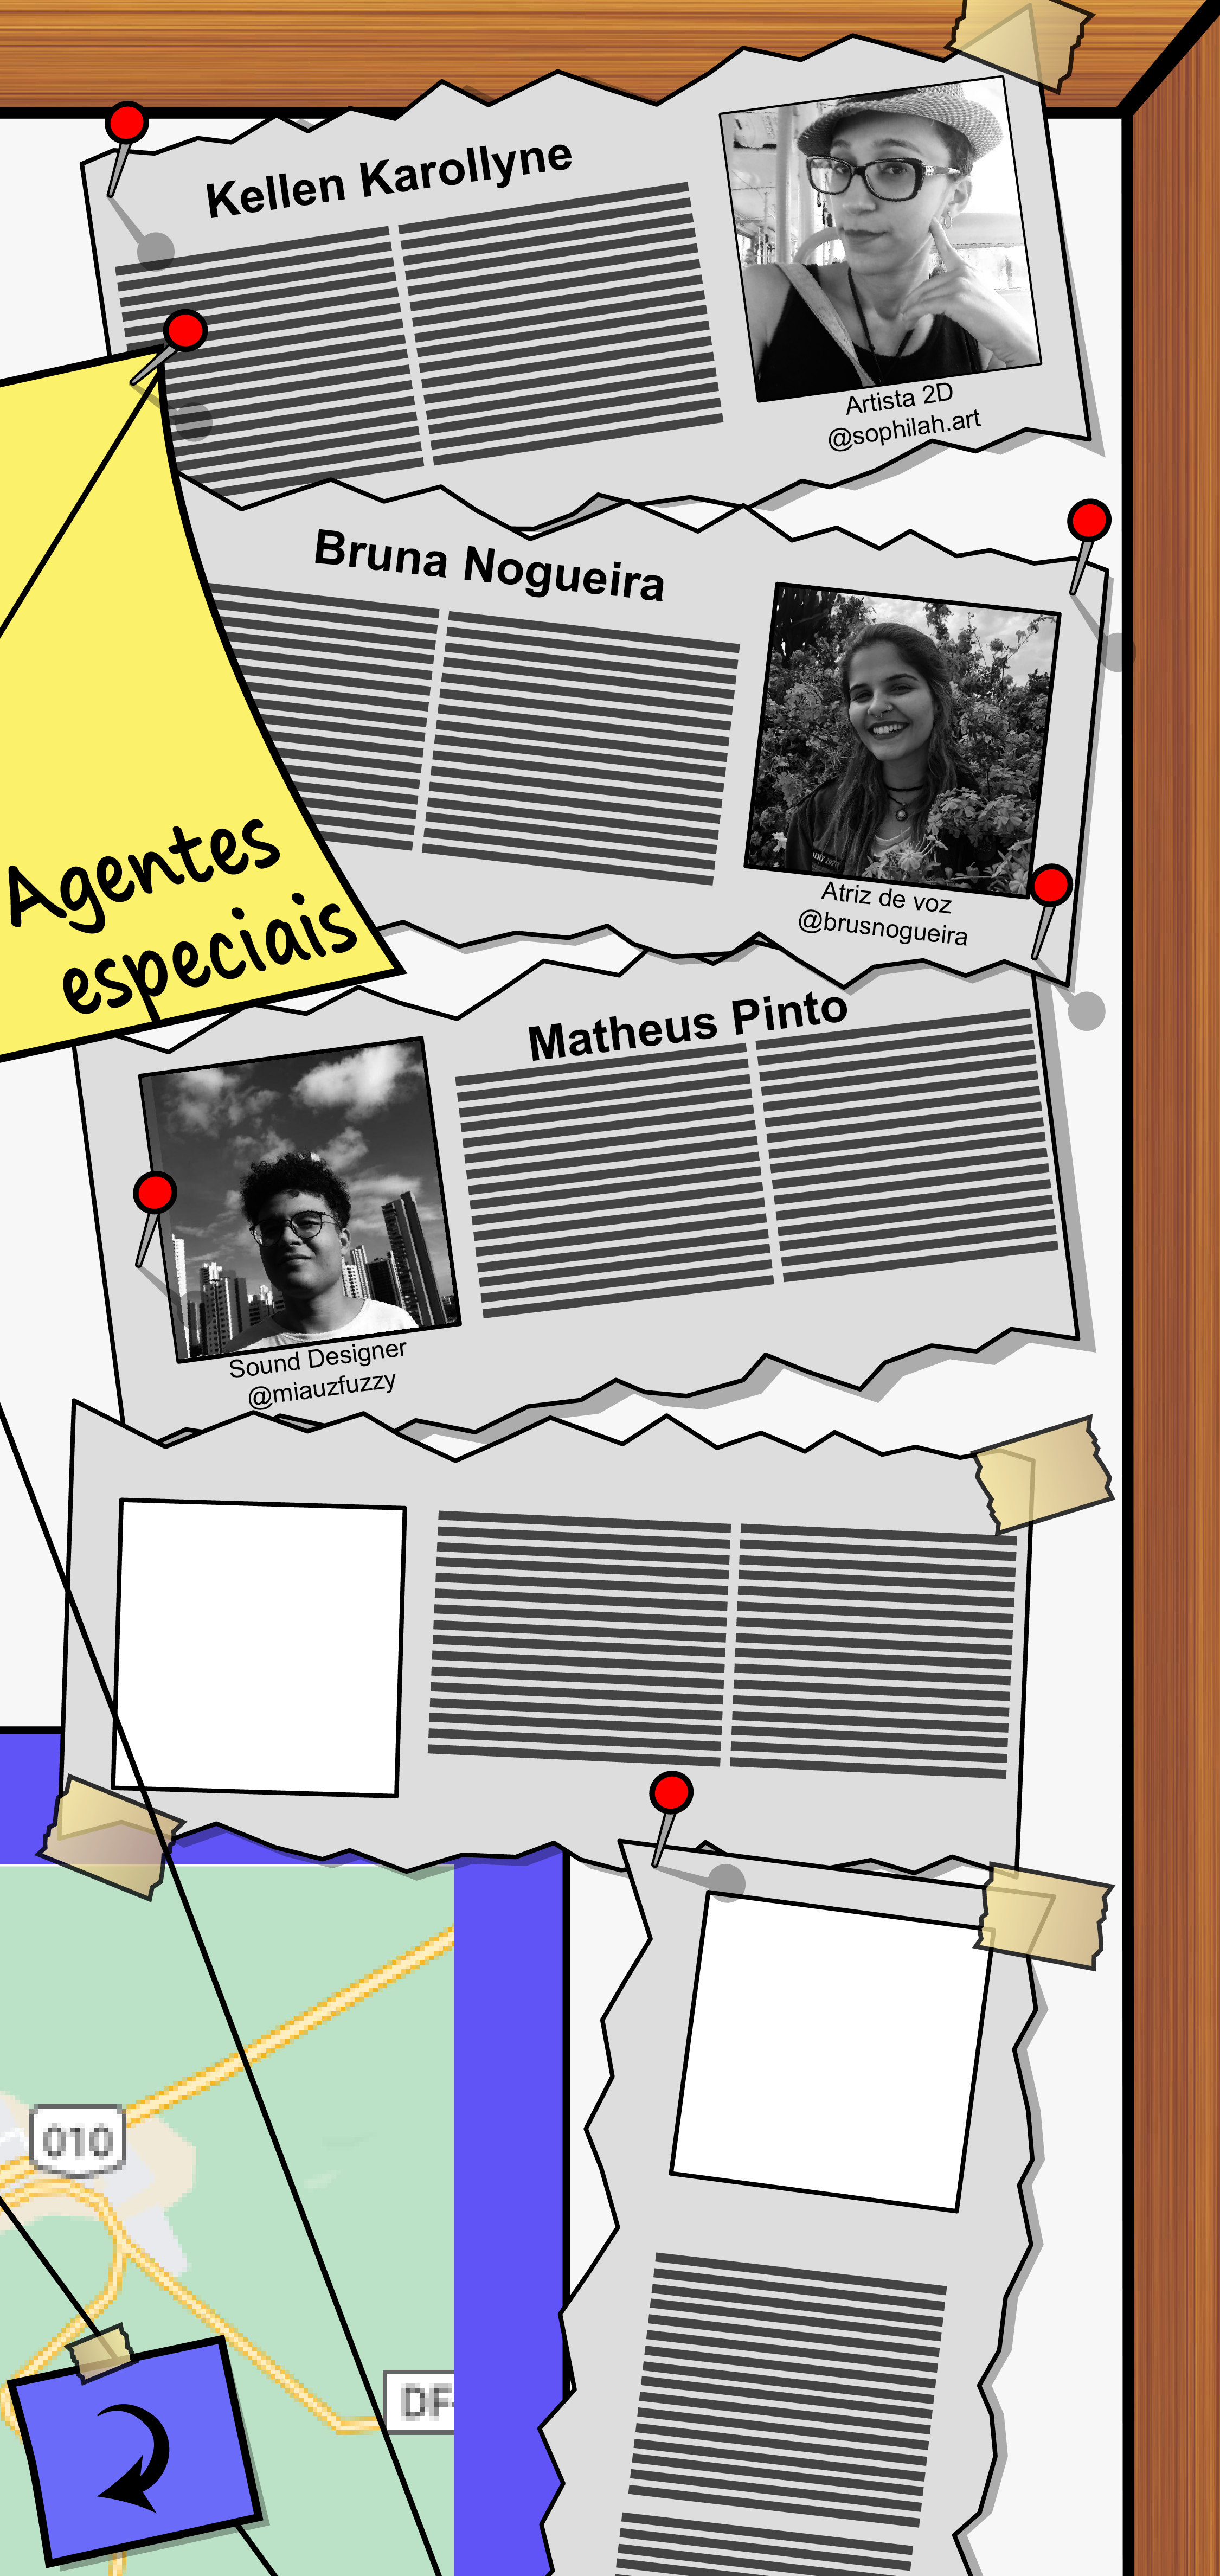 Kellen Karollyne
Artista 2D
@sophilah.art
Bruna Nogueira
Atriz de voz
@brusnogueira
Agentes
especiais
Matheus Pinto
Sound Designer
@miauzfuzzy
010
DF-